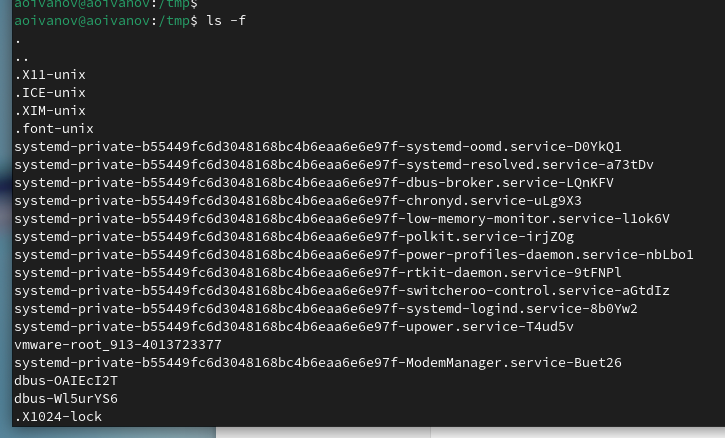 aoivanov@aoivanov:/tmp$
aoivanov@aoivanov:/tmp$ ls -f
.
..
.X11-unix
.ICE-unix
.XIM-unix
.font-unix
systemd-private-b55449fc6d3048168bc4b6eaa6e6e97f-systemd-oomd.service-D0YkQ1
systemd-private-b55449fc6d3048168bc4b6eaa6e6e97f-systemd-resolved.service-a73tDv
systemd-private-b55449fc6d3048168bc4b6eaa6e6e97f-dbus-broker.service-LQnKFV
systemd-private-b55449fc6d3048168bc4b6eaa6e6e97f-chronyd.service-uLg9X3
systemd-private-b55449fc6d3048168bc4b6eaa6e6e97f-low-memory-monitor.service-l1ok6V
systemd-private-b55449fc6d3048168bc4b6eaa6e6e97f-polkit.service-irjZOg
systemd-private-b55449fc6d3048168bc4b6eaa6e6e97f-power-profiles-daemon.service-nbLbo1
systemd-private-b55449fc6d3048168bc4b6eaa6e6e97f-rtkit-daemon.service-9tFNPl
systemd-private-b55449fc6d3048168bc4b6eaa6e6e97f-switcheroo-control.service-aGtdIz
systemd-private-b55449fc6d3048168bc4b6eaa6e6e97f-systemd-logind.service-8b0Yw2
systemd-private-b55449fc6d3048168bc4b6eaa6e6e97f-upower.service-T4ud5v
vmware-root_913-4013723377
systemd-private-b55449fc6d3048168bc4b6eaa6e6e97f-ModemManager.service-Buet26
dbus-OAIEcI2T
dbus-Wl5urYS6
.X1024-lock